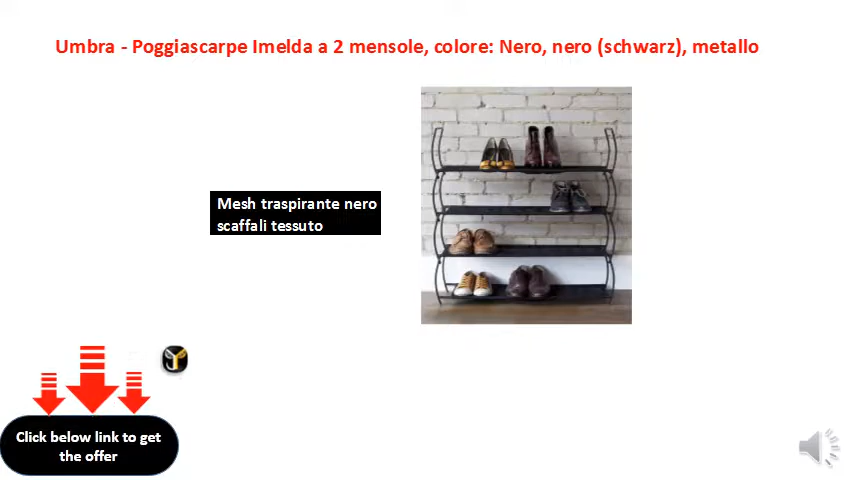 Umbra - Poggiascarpe Imelda a 2 mensole, colore: Nero, nero (schwarz), metallo
Mesh traspirante nero
scaffali tessuto
Click below link to get
the offer